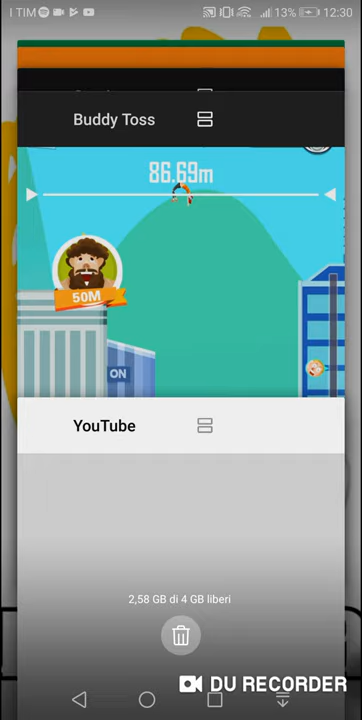 I TIM
13%
12:30
Buddy Toss
86.69m
50M
ON
YouTube
2,58 GB di 4 GB liberi
DU RECORDER